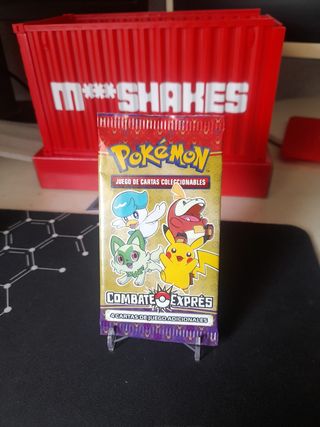 M***SHAKES
POKÉMON
JUEGO DE CARTAS COLECCIONABLES
COMBATE EXPRÉS
4 CARTAS DE JUEGO ADICIONALES